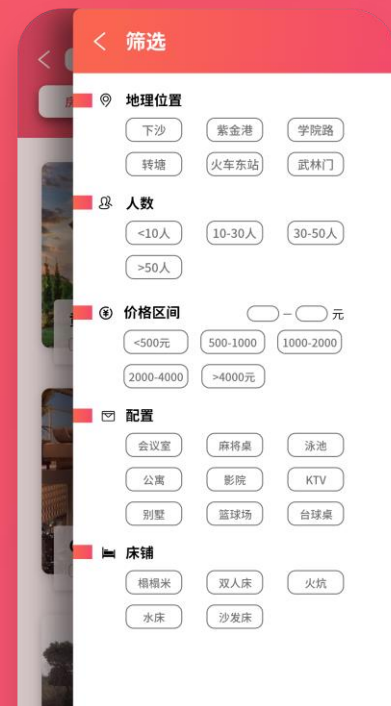 筛选
地理位置
下沙 紫金港 学院路
转塘 火车东站 武林门
人数
<10人 10-30人 30-50人
>50人
价格区间 — 元
<500元 500-1000 1000-2000
2000-4000 >4000元
配置
会议室 麻将桌 泳池
公寓 影院 KTV
别墅 篮球场 台球桌
床铺
榻榻米 双人床 火炕
水床 沙发床